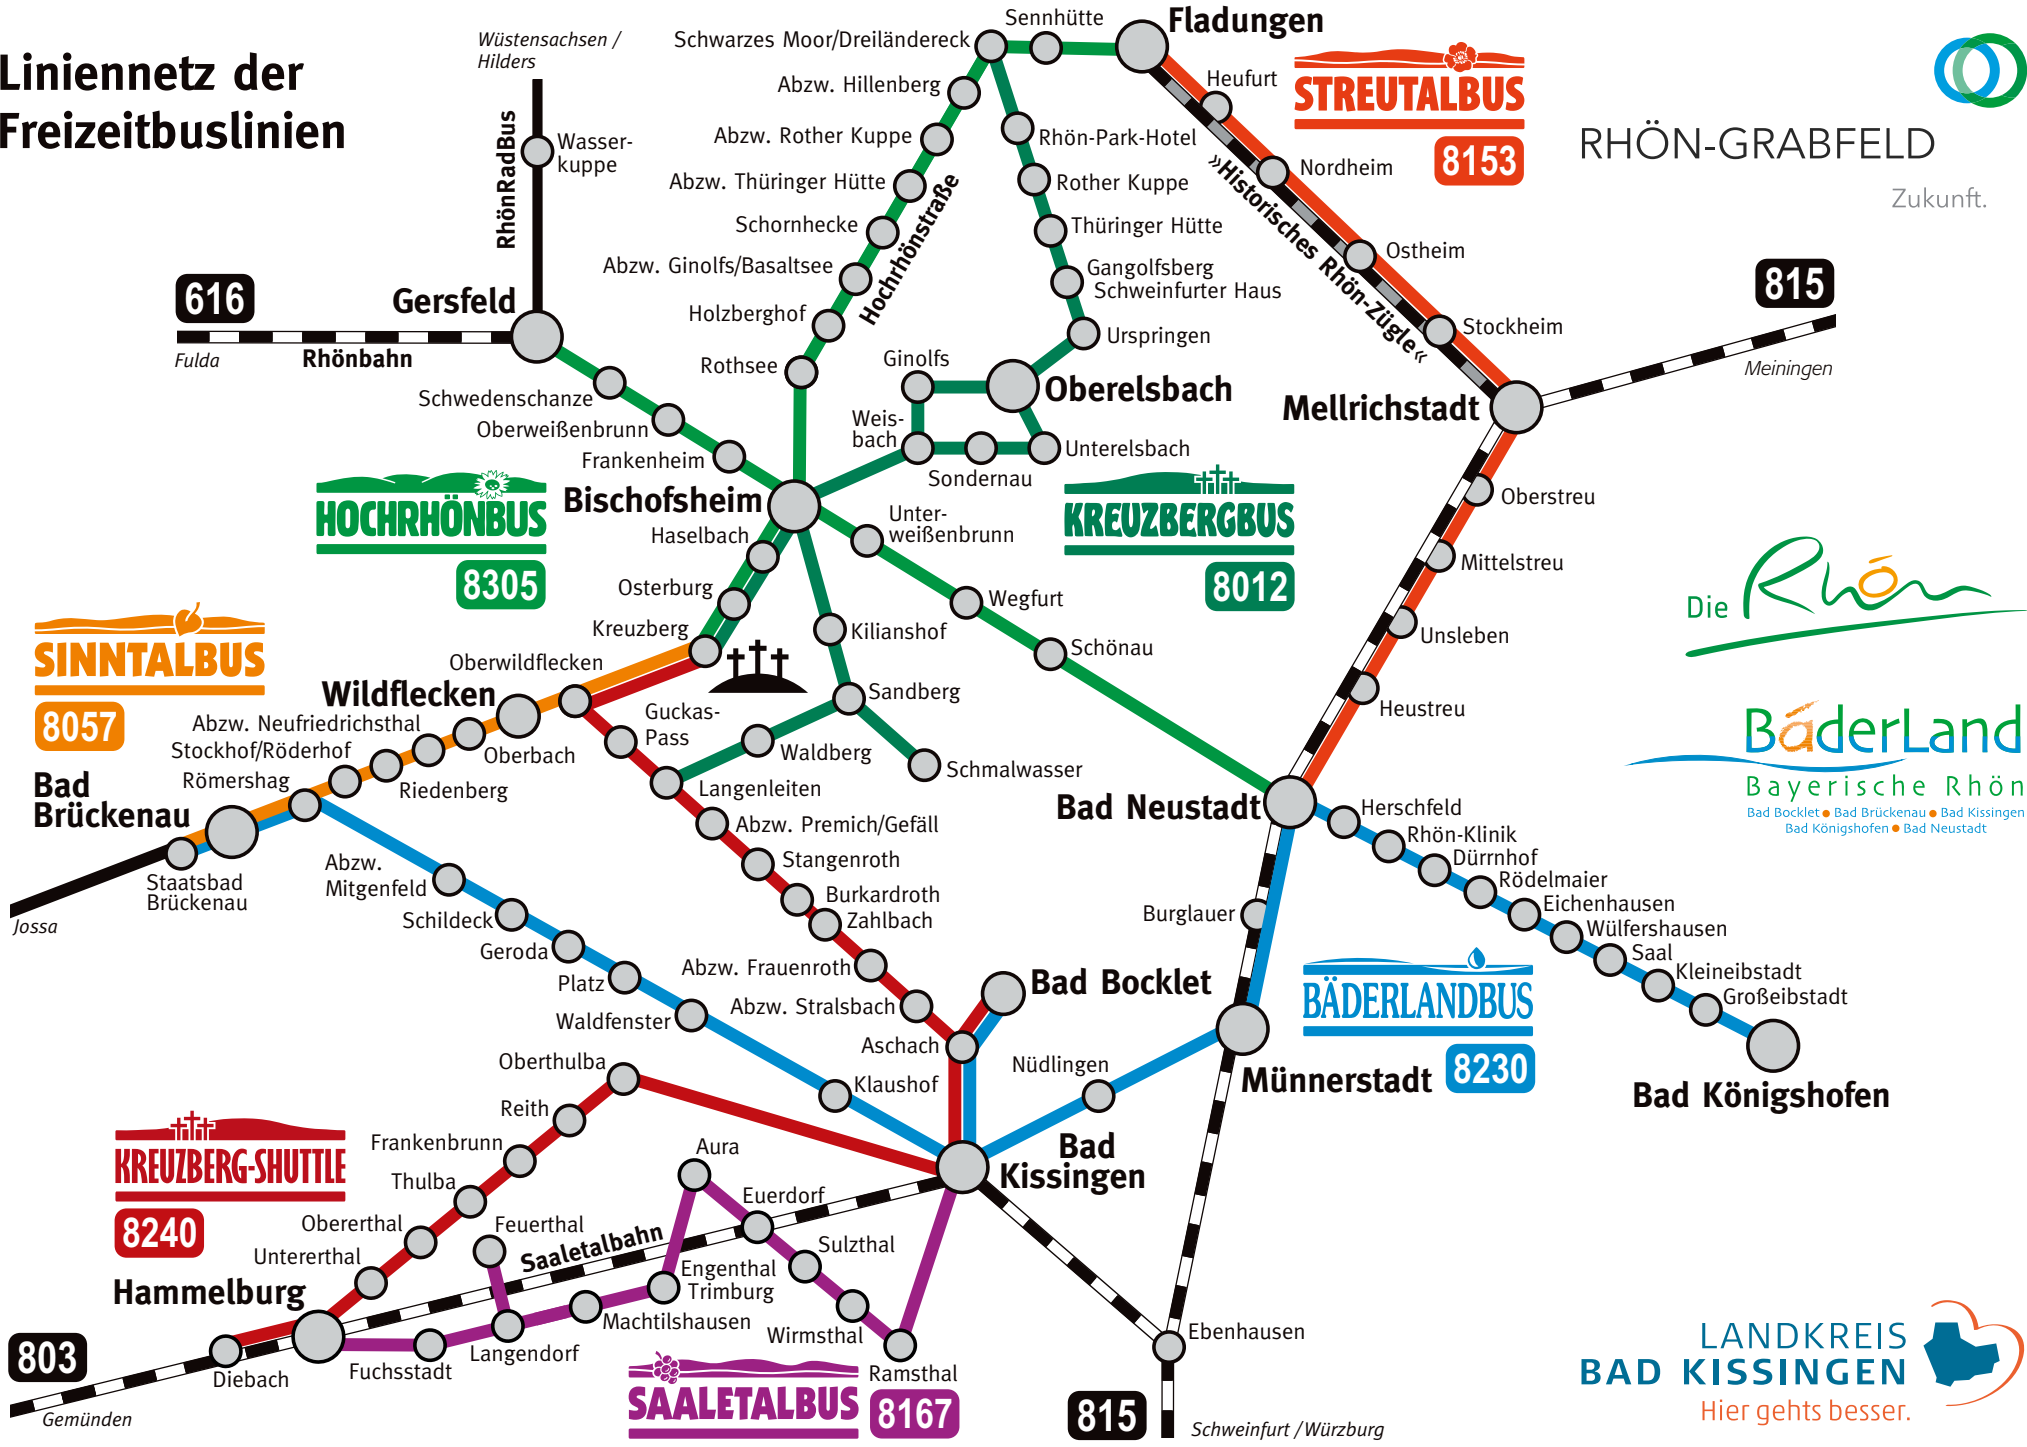 Liniennetz der
Freizeitbuslinien
Wüstensachsen /
Hilders
RhönRadBus
Wasser-
kuppe
616
Gersfeld
Fulda
Rhönbahn
Schwarzes Moor/Dreiländereck
Sennhütte
Fladungen
Abzw. Hillenberg
Abzw. Rother Kuppe
Abzw. Thüringer Hütte
Schornhecke
Abzw. Ginolfs/Basaltsee
Holzberghof
Rothsee
Hochrhönstraße
Rhön-Park-Hotel
Rother Kuppe
Thüringer Hütte
Gangolfsberg
Schweinfurter Haus
Urspringen
Ginolfs
Oberelsbach
Weis-
bach
Sondernau
Unterelsbach
Heufurt
STREUTALBUS
8153
Nordheim
Ostheim
Stockheim
»Historisches Rhön-Zügle«
RHÖN-GRABFELD
Zukunft.
815
Meiningen
Mellrichstadt
Schwedenschanze
Oberweißenbrunn
Frankenheim
HOCHRHÖNBUS
8305
Bischofsheim
Haselbach
Osterburg
Kreuzberg
Unter-
weißenbrunn
KREUZBERGBUS
8012
Wegfurt
Schönau
Kilianshof
Sandberg
Waldberg
Schmalwasser
Oberstreu
Mittelstreu
Unsleben
Heustreu
Die Rhön
BäderLand
Bayerische Rhön
Bad Bocklet Bad Brückenau Bad Kissingen
Bad Königshofen Bad Neustadt
SINNTALBUS
8057
Oberwildflecken
Wildflecken
Abzw. Neufriedrichsthal
Stockhof/Röderhof
Römershag
Oberbach
Riedenberg
Bad
Brückenau
Staatsbad
Brückenau
Jossa
Guckas-
Pass
Langenleiten
Abzw. Premich/Gefäll
Stangenroth
Burkardroth
Zahlbach
Abzw. Frauenroth
Abzw. Stralsbach
Aschach
Bad Bocklet
Bad Neustadt
Herschfeld
Rhön-Klinik
Dürrnhof
Rödelmaier
Eichenhausen
Wülfershausen
Saal
Kleineibstadt
Großeibstadt
Bad Königshofen
Burglauer
BÄDERLANDBUS
8230
Münnerstadt
Nüdlingen
Abzw.
Mitgenfeld
Schildeck
Geroda
Platz
Waldfenster
Klaushof
Bad
Kissingen
Oberthulba
Reith
Frankenbrunn
Thulba
Obererthal
Untererthal
KREUZBERG-SHUTTLE
8240
Hammelburg
803
Gemünden
Diebach
Feuerthal
Saaletalbahn
Fuchsstadt
Langendorf
Machtilshausen
Engenthal
Trimburg
Aura
Euerdorf
Sulzthal
Wirmsthal
Ramsthal
SAALETALBUS
8167
Ebenhausen
815
Schweinfurt /Würzburg
LANDKREIS
BAD KISSINGEN
Hier gehts besser.